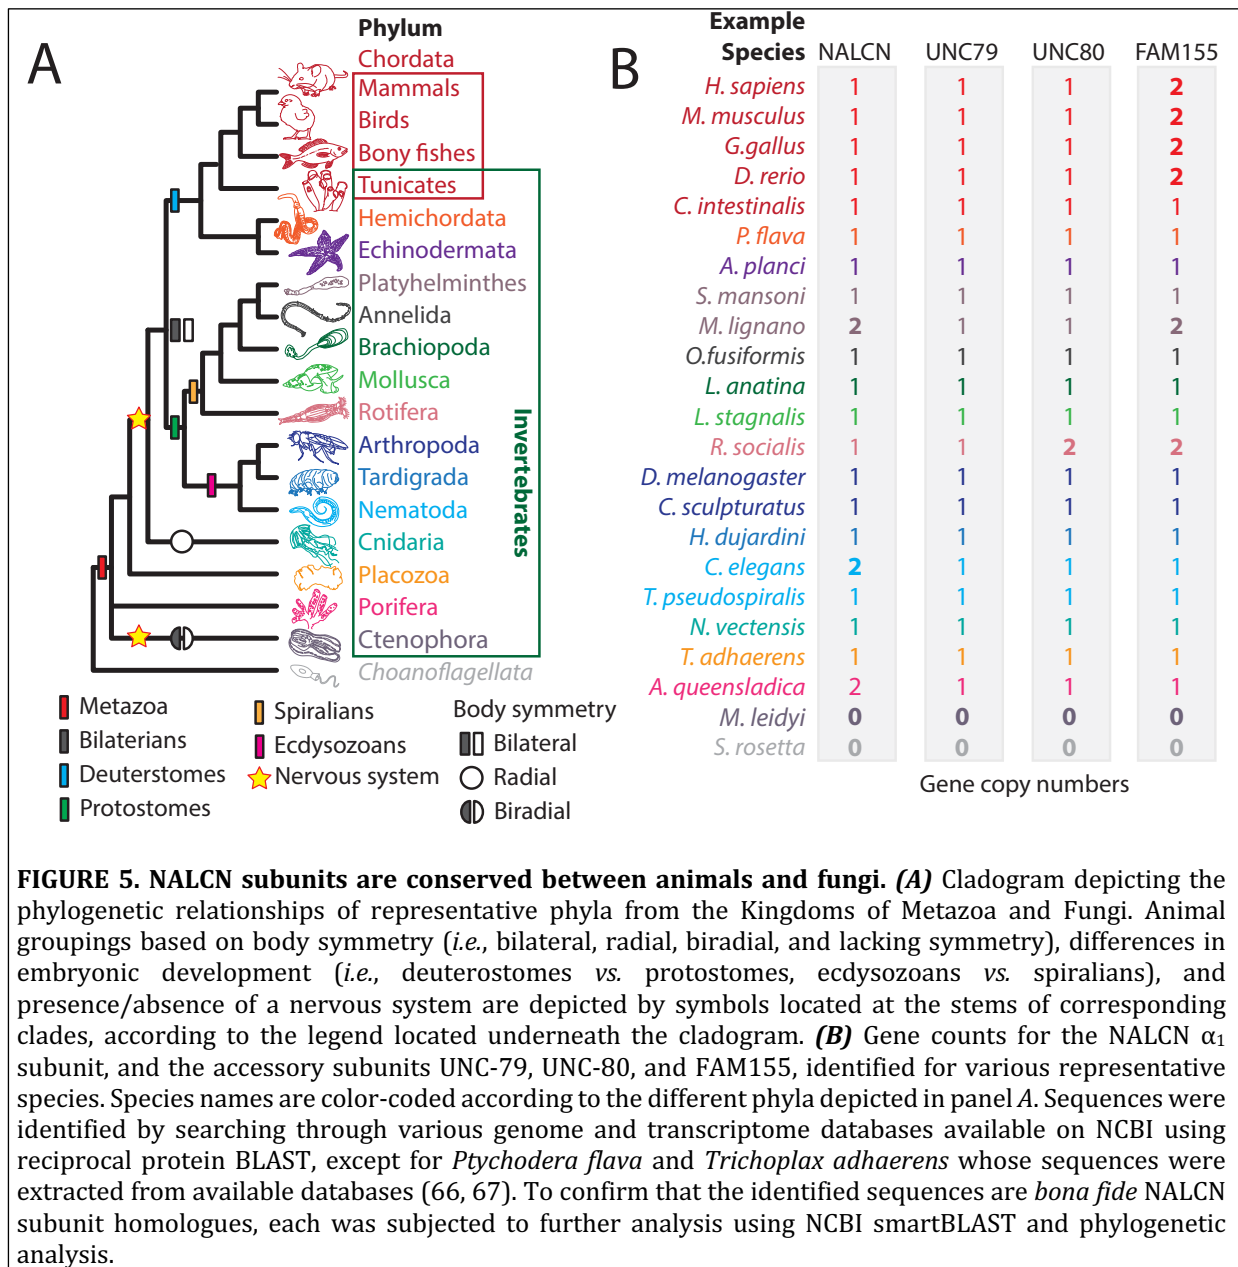 A
Phylum
Chordata
Mammals
Birds
Bony fishes
Tunicates
Hemichordata
Echinodermata
Platyhelminthes
Annelida
Brachiopoda
Mollusca
Rotifera
Arthropoda
Tardigrada
Nematoda
Cnidaria
Placozoa
Porifera
Ctenophora
Choanoflagellata
Invertebrates
Metazoa
Bilaterians
Deuterstomes
Protostomes
Spiralians
Ecdysozoans
Nervous system
Body symmetry
Bilateral
Radial
Biradial
B
Example
Species NALCN UNC79 UNC80 FAM155
H. sapiens 1 1 1 2
M. musculus 1 1 1 2
G.gallus 1 1 1 2
D. rerio 1 1 1 2
C. intestinalis 1 1 1 1
P. flava 1 1 1 1
A. planci 1 1 1 1
S. mansoni 1 1 1 1
M. lignano 2 1 1 2
O.fusiformis 1 1 1 1
L. anatina 1 1 1 1
L. stagnalis 1 1 1 1
R. socialis 1 1 2 2
D. melanogaster 1 1 1 1
C. sculpturatus 1 1 1 1
H. dujardini 1 1 1 1
C. elegans 2 1 1 1
T. pseudospiralis 1 1 1 1
N. vectensis 1 1 1 1
T. adhaerens 1 1 1 1
A. queensladica 2 1 1 1
M. leidyi 0 0 0 0
S. rosetta 0 0 0 0
Gene copy numbers
FIGURE 5. NALCN subunits are conserved between animals and fungi. (A) Cladogram depicting the
phylogenetic relationships of representative phyla from the Kingdoms of Metazoa and Fungi. Animal
groupings based on body symmetry (i.e., bilateral, radial, biradial, and lacking symmetry), differences in
embryonic development (i.e., deuterostomes vs. protostomes, ecdysozoans vs. spiralians), and
presence/absence of a nervous system are depicted by symbols located at the stems of corresponding
clades, according to the legend located underneath the cladogram. (B) Gene counts for the NALCN α₁
subunit, and the accessory subunits UNC-79, UNC-80, and FAM155, identified for various representative
species. Species names are color-coded according to the different phyla depicted in panel A. Sequences were
identified by searching through various genome and transcriptome databases available on NCBI using
reciprocal protein BLAST, except for Ptychodera flava and Trichoplax adhaerens whose sequences were
extracted from available databases (66, 67). To confirm that the identified sequences are bona fide NALCN
subunit homologues, each was subjected to further analysis using NCBI smartBLAST and phylogenetic
analysis.